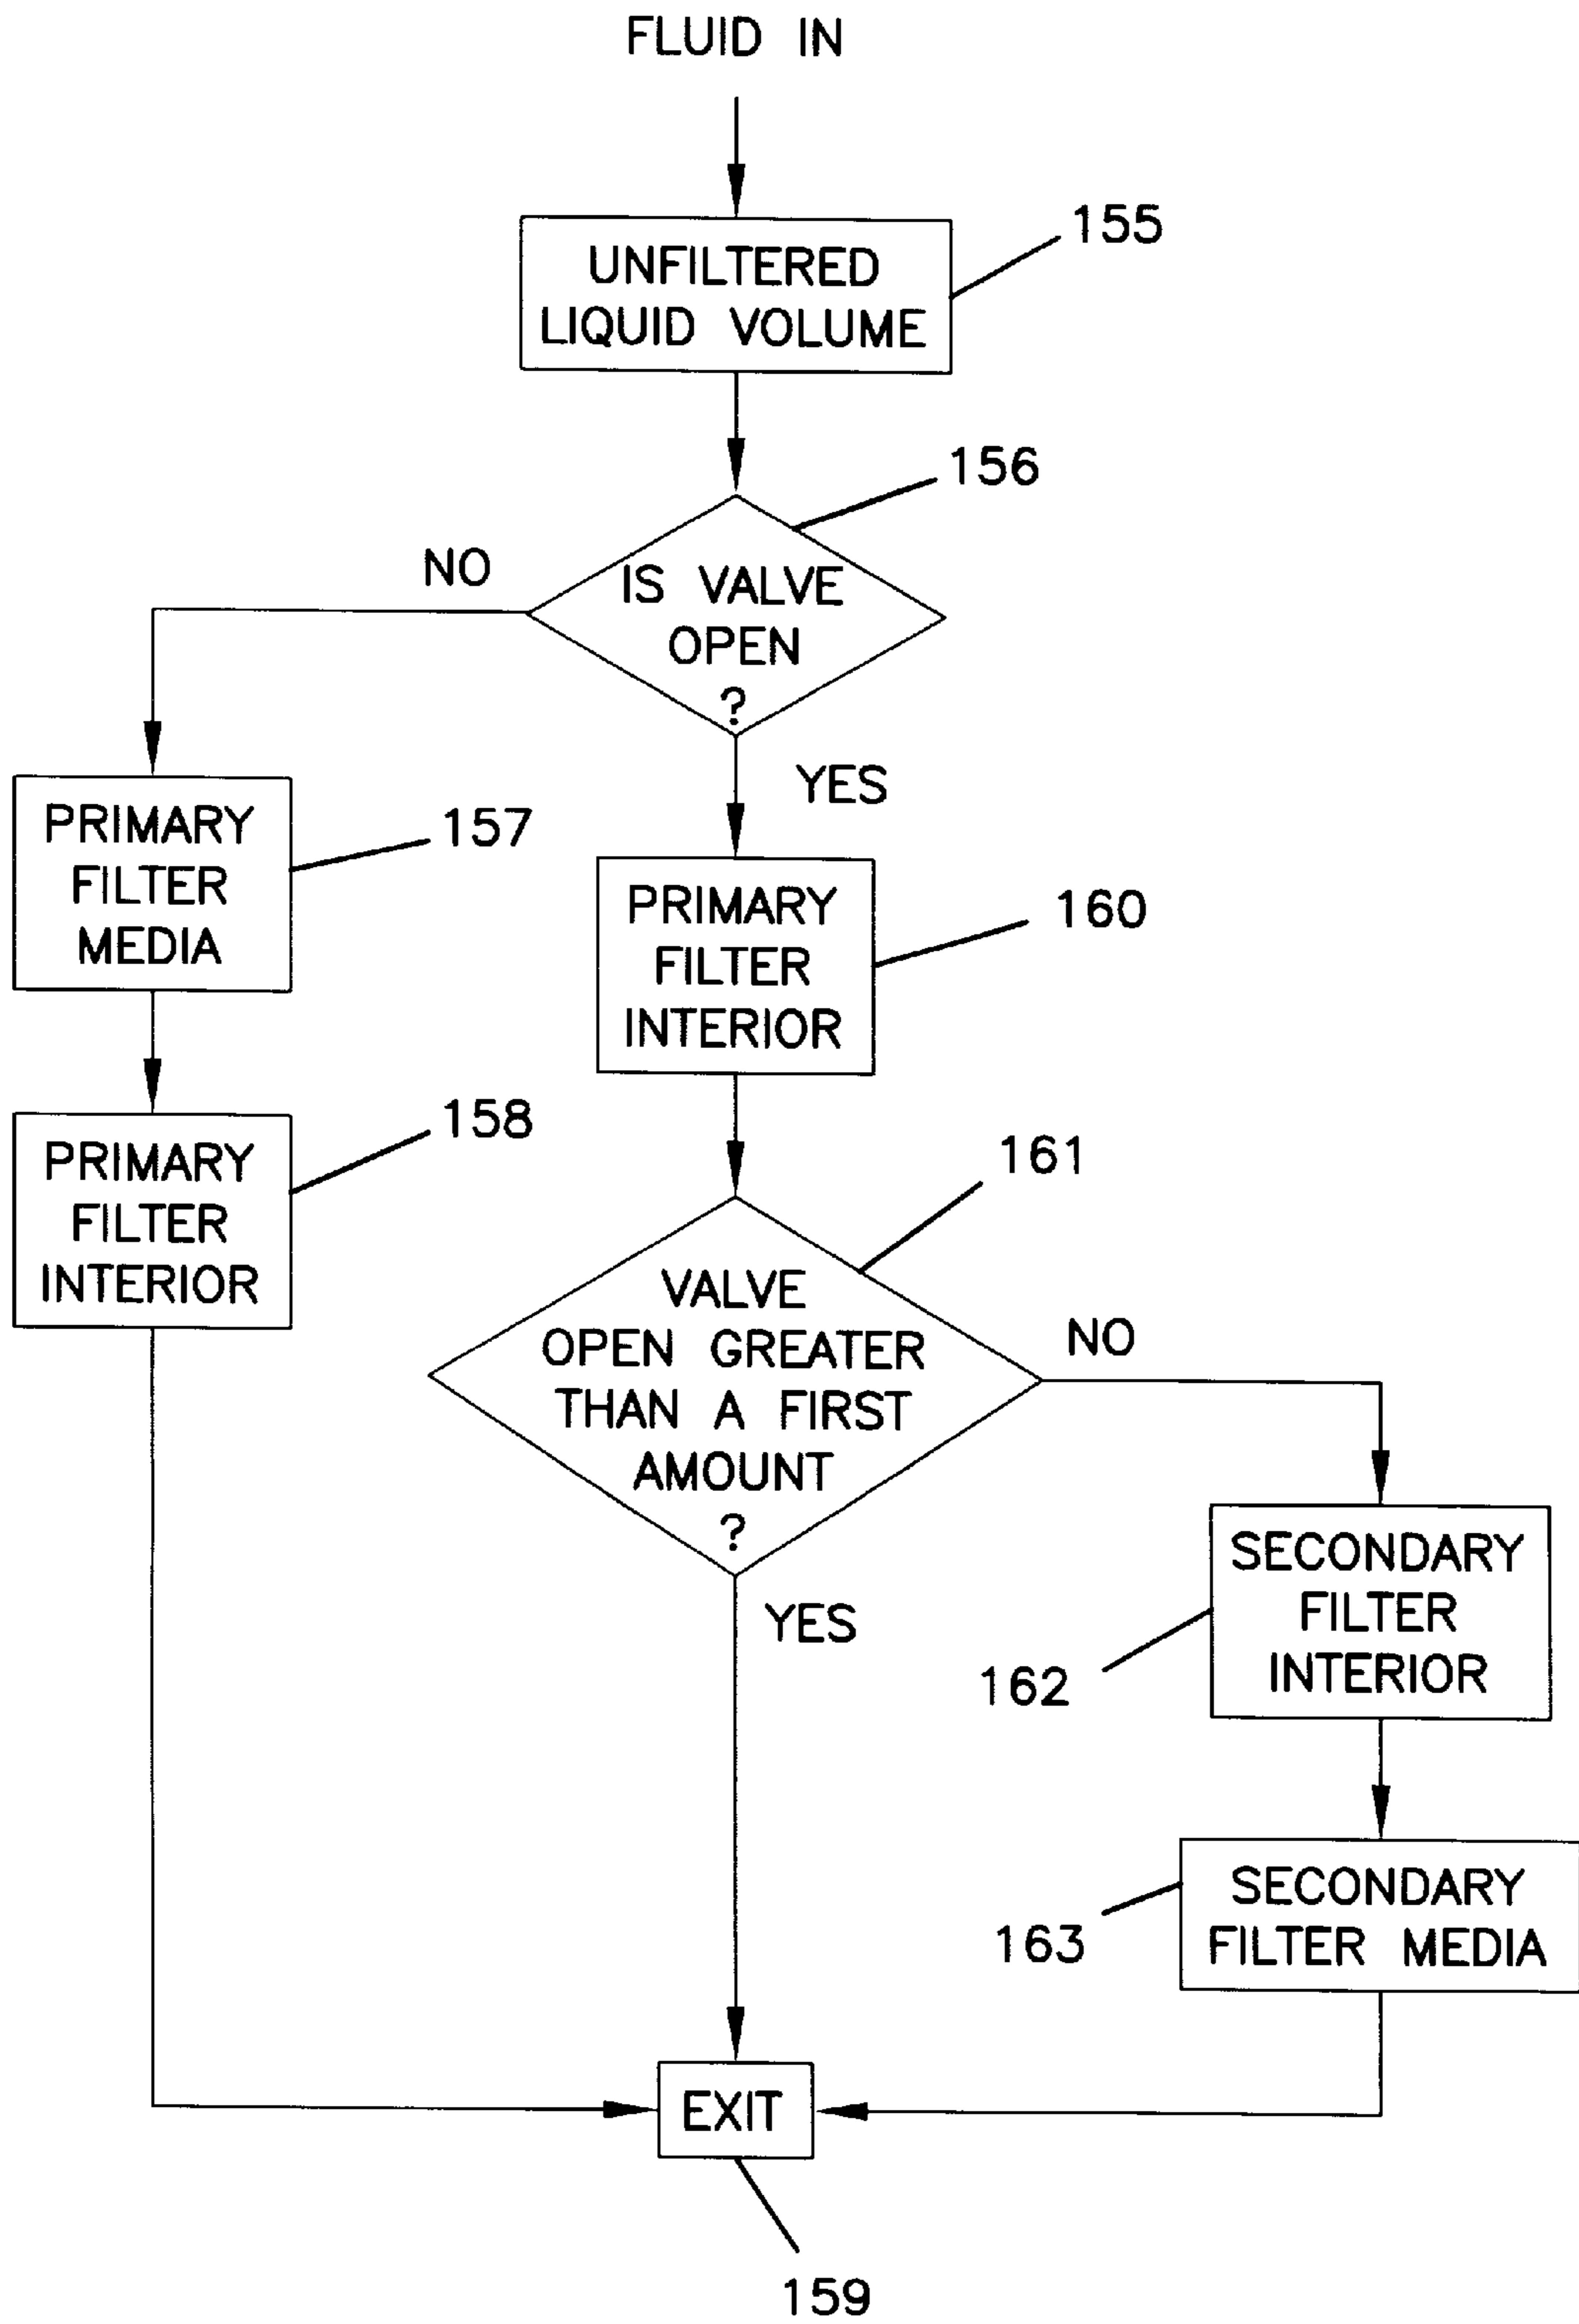 FLUID IN
UNFILTERED
LIQUID VOLUME
155
156
NO
IS VALVE
OPEN
?
YES
PRIMARY
FILTER
MEDIA
157
PRIMARY
FILTER
INTERIOR
160
PRIMARY
FILTER
INTERIOR
158
161
VALVE
OPEN GREATER
THAN A FIRST
AMOUNT
?
NO
YES
SECONDARY
FILTER
INTERIOR
162
SECONDARY
FILTER MEDIA
163
EXIT
159